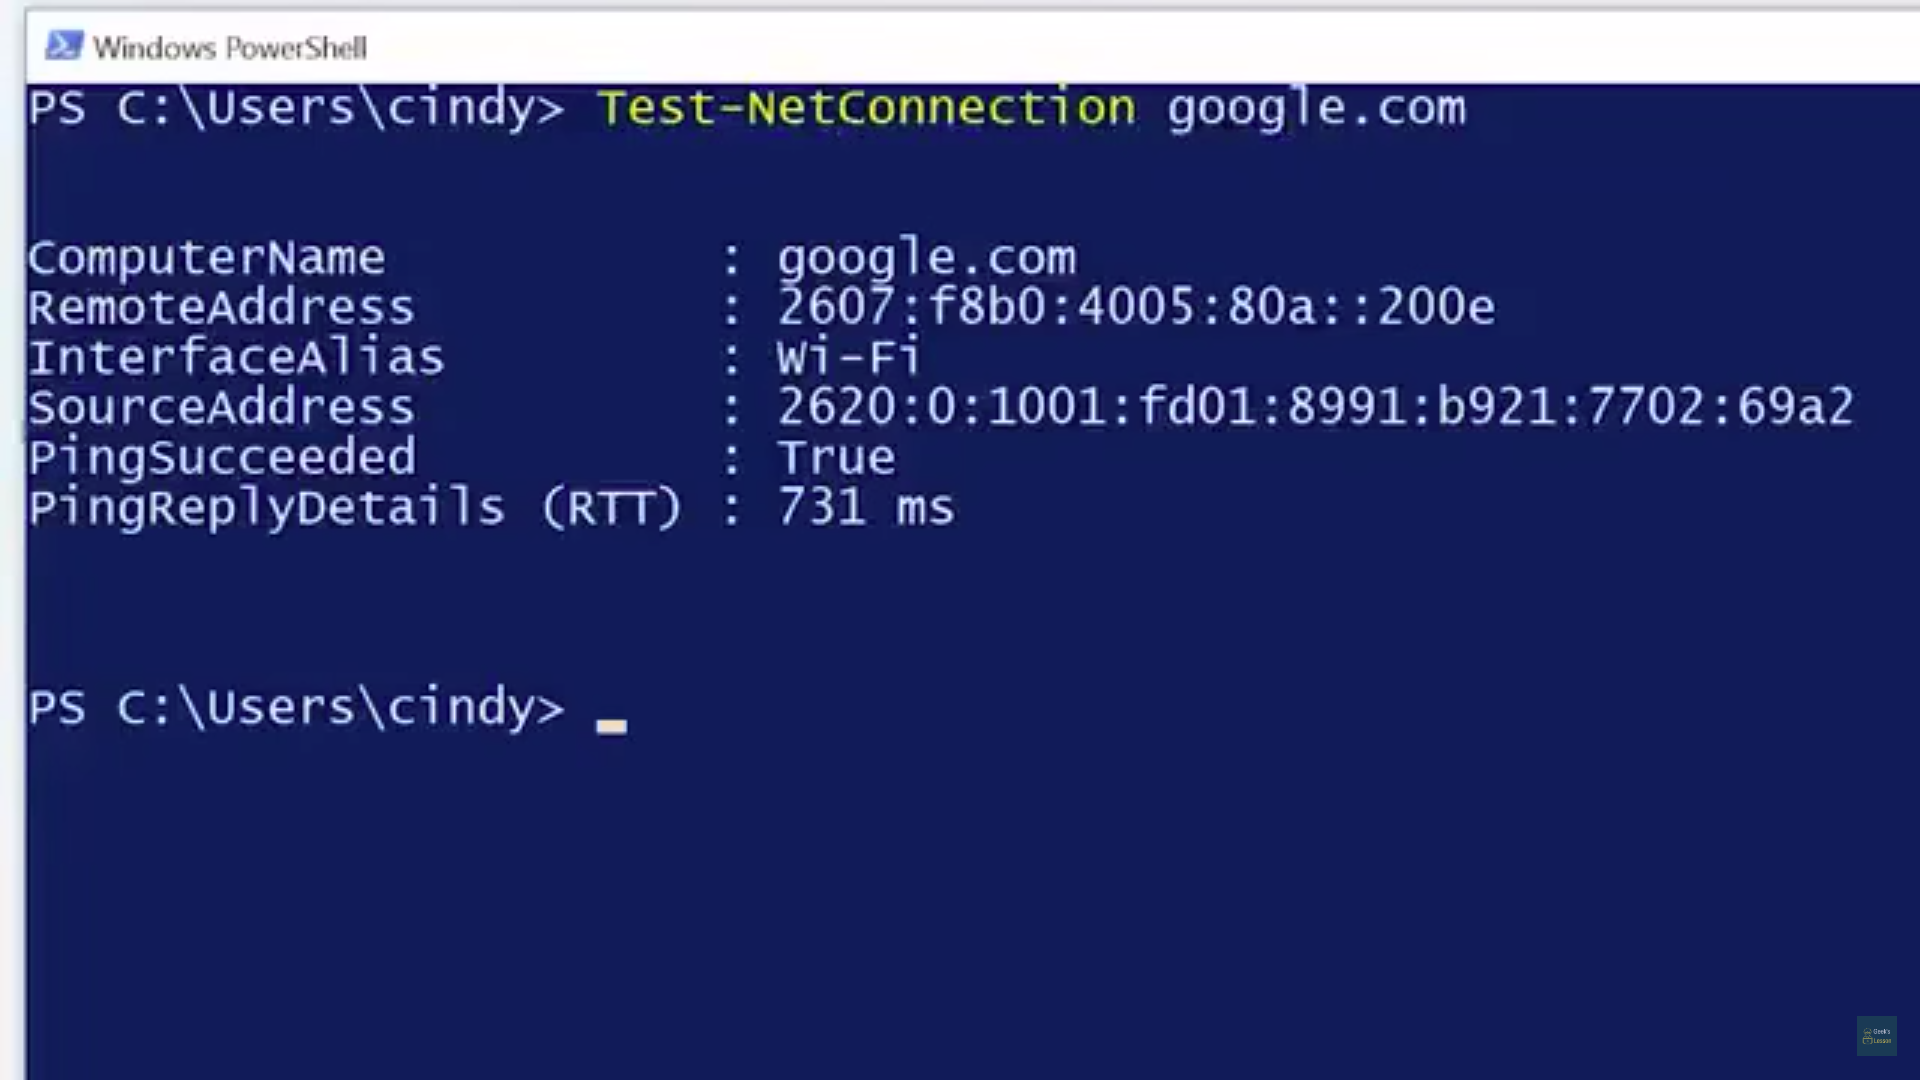 Windows PowerShell
PS C:\Users\cindy> Test-NetConnection google.com
ComputerName : google.com
RemoteAddress : 2607:f8b0:4005:80a::200e
InterfaceAlias : Wi-Fi
SourceAddress : 2620:0:1001:fd01:8991:b921:7702:69a2
PingSucceeded : True
PingReplyDetails (RTT) : 731 ms
PS C:\Users\cindy>
Geek's
Lesson